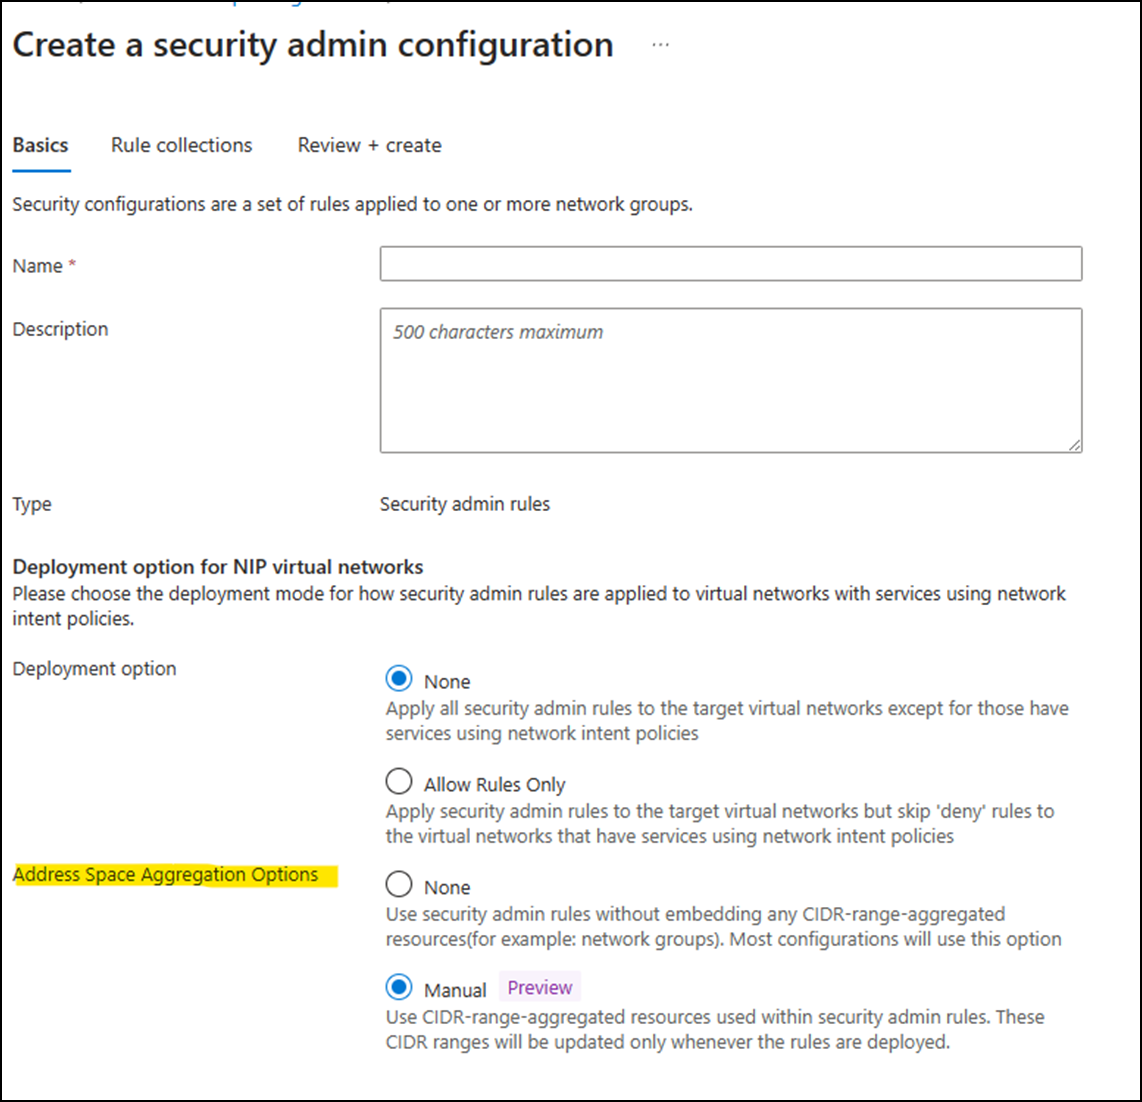 Create a security admin configuration ...
Basics Rule collections Review + create
Security configurations are a set of rules applied to one or more network groups.
Name *
Description
500 characters maximum
Type
Security admin rules
Deployment option for NIP virtual networks
Please choose the deployment mode for how security admin rules are applied to virtual networks with services using network
intent policies.
Deployment option
None
Apply all security admin rules to the target virtual networks except for those have
services using network intent policies
Allow Rules Only
Apply security admin rules to the target virtual networks but skip 'deny' rules to
the virtual networks that have services using network intent policies
Address Space Aggregation Options
None
Use security admin rules without embedding any CIDR-range-aggregated
resources(for example: network groups). Most configurations will use this option
Manual Preview
Use CIDR-range-aggregated resources used within security admin rules. These
CIDR ranges will be updated only whenever the rules are deployed.